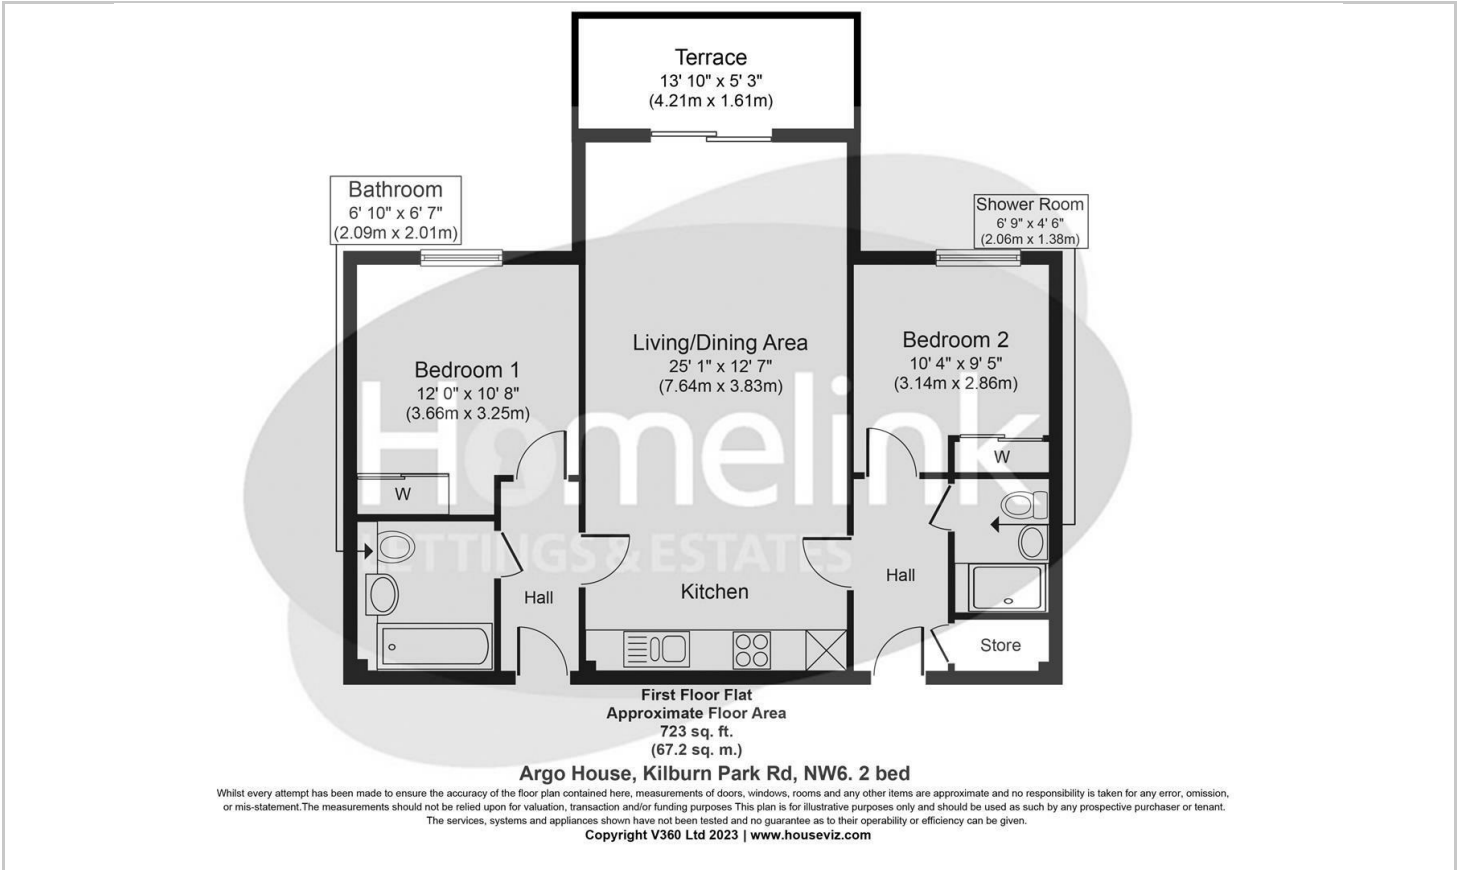 Terrace
13' 10" x 5' 3"
(4.21m x 1.61m)
Bathroom
6' 10" x 6' 7"
(2.09m x 2.01m)
Shower Room
6' 9" x 4' 6"
(2.06m x 1.38m)
Living/Dining Area
25' 1" x 12' 7"
(7.64m x 3.83m)
Bedroom 2
10' 4" x 9' 5"
(3.14m x 2.86m)
Bedroom 1
12' 0" x 10' 8"
(3.66m x 3.25m)
Homelink
LETTINGS & ESTATES
W
W
Hall
Kitchen
Hall
Store
First Floor Flat
Approximate Floor Area
723 sq. ft.
(67.2 sq. m.)
Argo House, Kilburn Park Rd, NW6. 2 bed
Whilst every attempt has been made to ensure the accuracy of the floor plan contained here, measurements of doors, windows, rooms and any other items are approximate and no responsibility is taken for any error, omission,
or mis-statement.The measurements should not be relied upon for valuation, transaction and/or funding purposes This plan is for illustrative purposes only and should be used as such by any prospective purchaser or tenant.
The services, systems and appliances shown have not been tested and no guarantee as to their operability or efficiency can be given.
Copyright V360 Ltd 2023 | www.houseviz.com